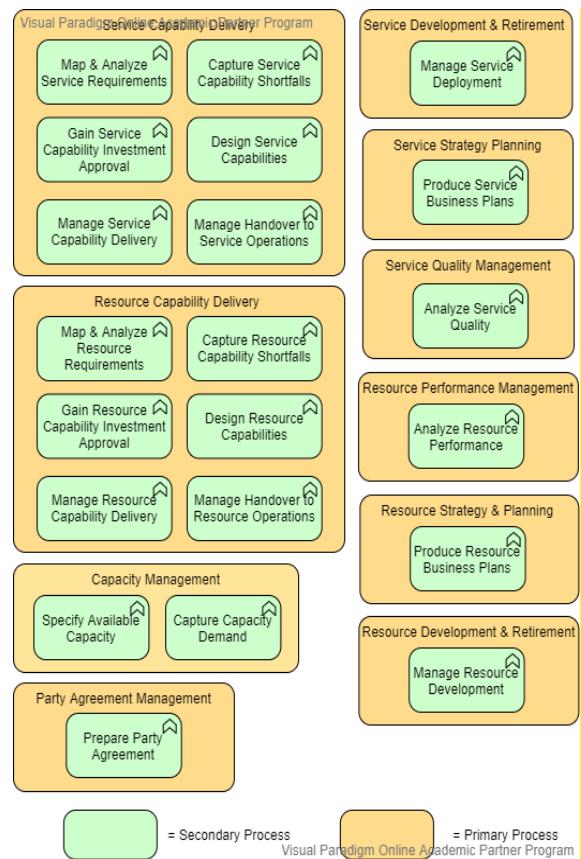 Visual Paradigm Online Academic Partner Program
Service Capability Delivery
Map & Analyze
Service Requirements
Capture Service
Capability Shortfalls
Gain Service
Capability Investment
Approval
Design Service
Capabilities
Manage Service
Capability Delivery
Manage Handover to
Service Operations
Resource Capability Delivery
Map & Analyze
Resource
Requirements
Capture Resource
Capability Shortfalls
Gain Resource
Capability Investment
Approval
Design Resource
Capabilities
Manage Resource
Capability Delivery
Manage Handover to
Resource Operations
Capacity Management
Specify Available
Capacity
Capture Capacity
Demand
Party Agreement Management
Prepare Party
Agreement
Service Development & Retirement
Manage Service
Deployment
Service Strategy Planning
Produce Service
Business Plans
Service Quality Management
Analyze Service
Quality
Resource Performance Management
Analyze Resource
Performance
Resource Strategy & Planning
Produce Resource
Business Plans
Resource Development & Retirement
Manage Resource
Development
= Secondary Process
= Primary Process
Visual Paradigm Online Academic Partner Program